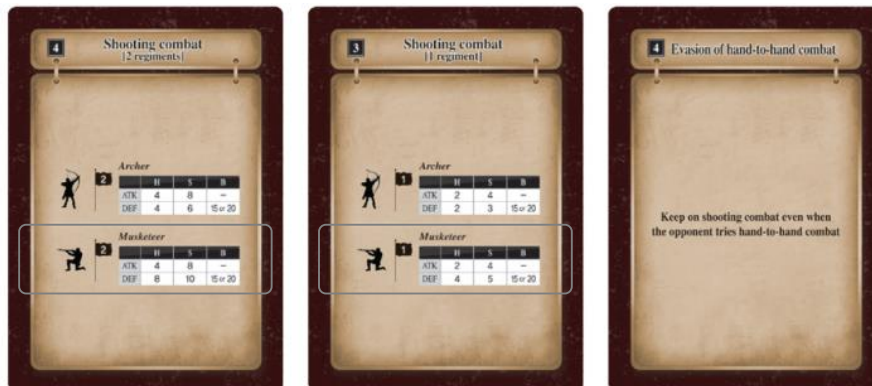 4
Shooting combat
[2 regiments]
Archer
2
H S B
ATK 4 8 –
DEF 4 6 15 or 20
Musketeer
2
H S B
ATK 4 8 –
DEF 8 10 15 or 20
3
Shooting combat
[1 regiment]
Archer
1
H S B
ATK 2 4 –
DEF 2 3 15 or 20
Musketeer
1
H S B
ATK 2 4 –
DEF 4 5 15 or 20
4
Evasion of hand-to-hand combat
Keep on shooting combat even when
the opponent tries hand-to-hand combat